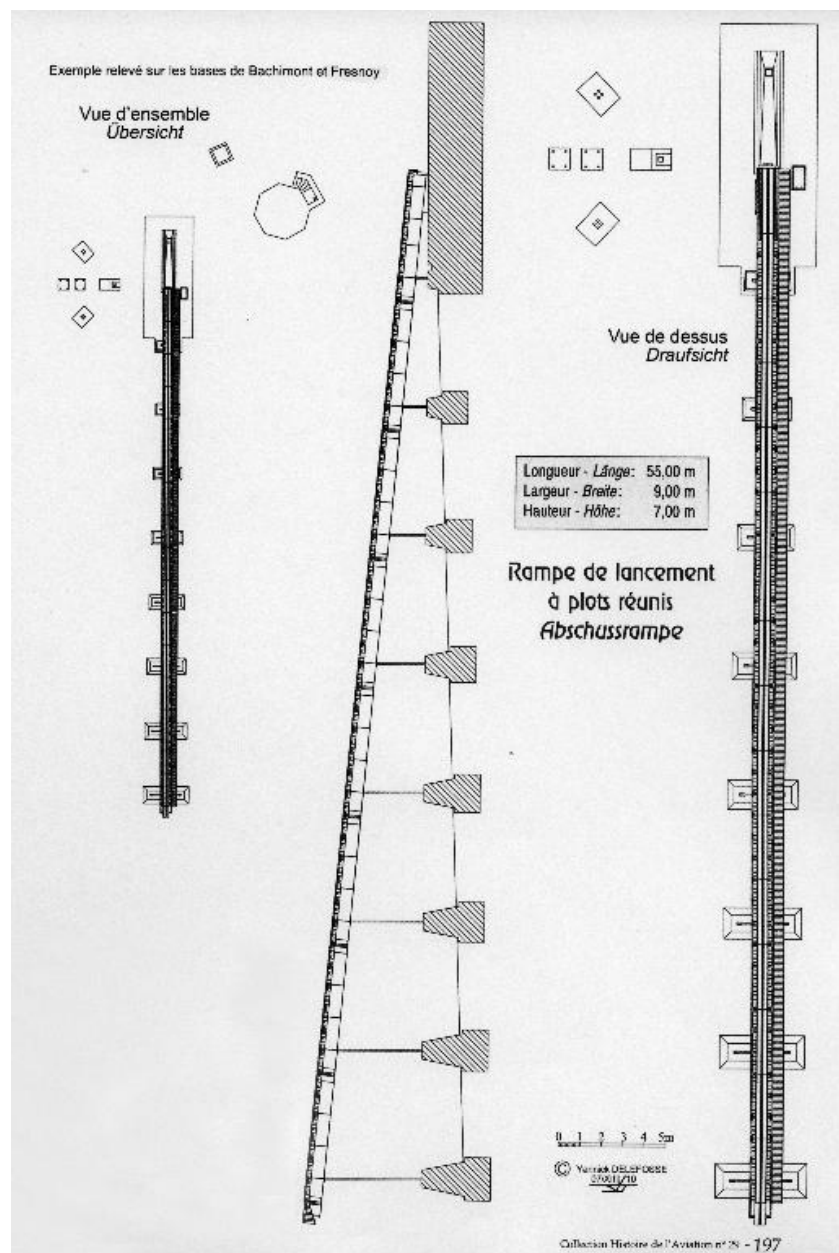 Exemple relevé sur les bases de Bachimont et Fresnoy
Vue d'ensemble
Übersicht
Vue de dessus
Draufsicht
Longueur - Länge: 55,00 m
Largeur - Breite: 9,00 m
Hauteur - Höhe: 7,00 m
Rampe de lancement
à plots réunis
Abschussrampe
0 1 2 3 4 5m
© Yannick DELEFOSSE
Collection Histoire de l'Aviation n° 29 - 197